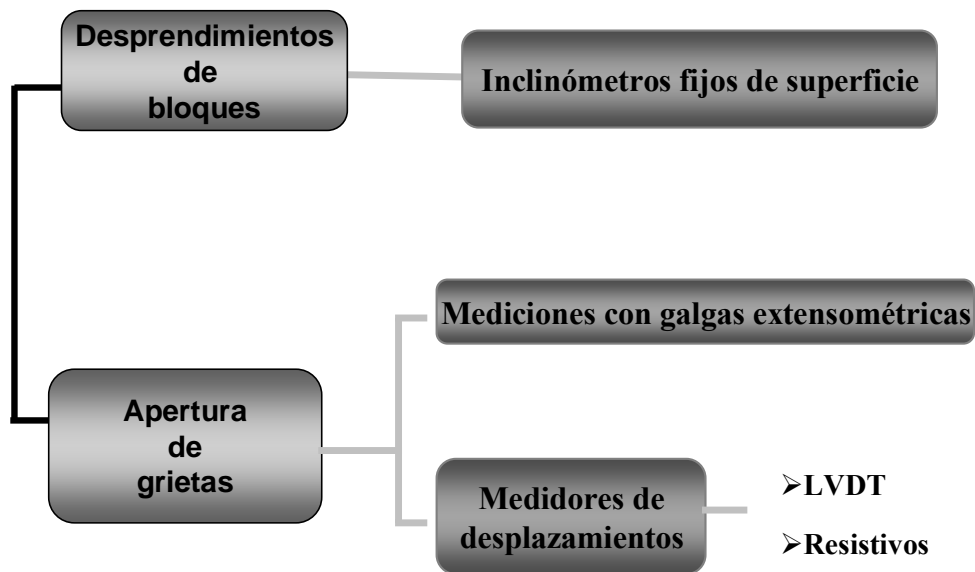 Desprendimientos
de
bloques
Inclinómetros fijos de superficie
Mediciones con galgas extensométricas
Apertura
de
grietas
Medidores de
desplazamientos
➢LVDT
➢Resistivos